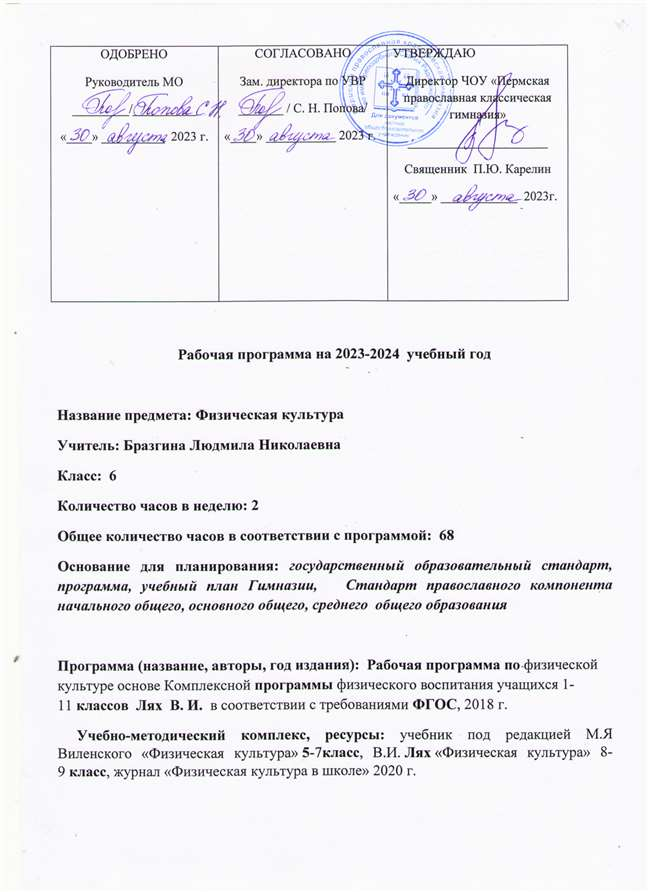 ОДОБРЕНО
Руководитель МО
/ Попова С. Н.
« 30 » августа 2023 г.
СОГЛАСОВАНО
Зам. директора по УВР
/ С. Н. Попова/
« 30 » августа 2023 г.
УТВЕРЖДАЮ
Директор ЧОУ «Пермская
православная классическая
гимназия»
Священник П.Ю. Карелин
« 30 » августа 2023г.
Для документов
Рабочая программа на 2023-2024 учебный год
Название предмета: Физическая культура
Учитель: Бразгина Людмила Николаевна
Класс: 6
Количество часов в неделю: 2
Общее количество часов в соответствии с программой: 68
Основание для планирования: государственный образовательный стандарт,
программа, учебный план Гимназии, Стандарт православного компонента
начального общего, основного общего, среднего общего образования
Программа (название, авторы, год издания): Рабочая программа по физической
культуре основе Комплексной программы физического воспитания учащихся 1-
11 классов Лях В. И. в соответствии с требованиями ФГОС, 2018 г.
Учебно-методический комплекс, ресурсы: учебник под редакцией М.Я
Виленского «Физическая культура» 5-7класс, В.И. Лях «Физическая культура» 8-
9 класс, журнал «Физическая культура в школе» 2020 г.